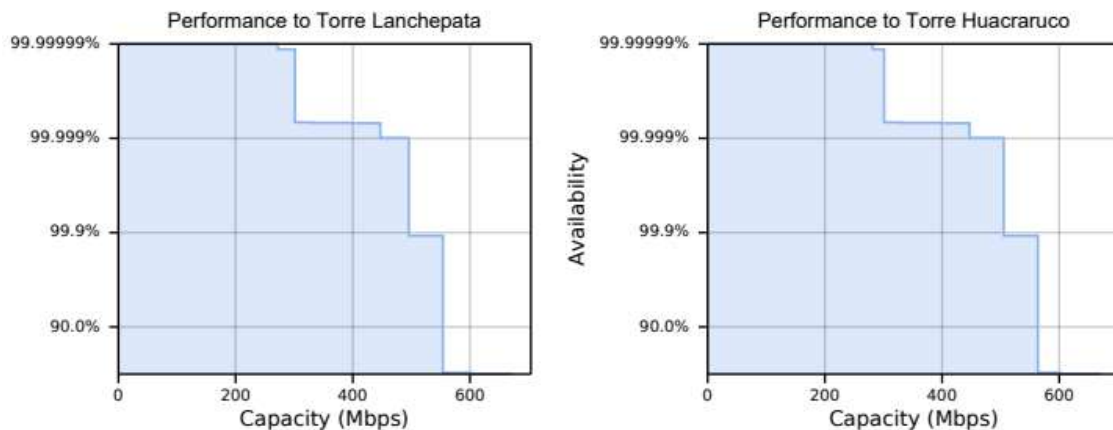 Performance to Torre Lanchepata
99.99999%
99.999%
99.9%
90.0%
0 200 400 600
Capacity (Mbps)
Performance to Torre Huacraruco
Availability
99.99999%
99.999%
99.9%
90.0%
0 200 400 600
Capacity (Mbps)